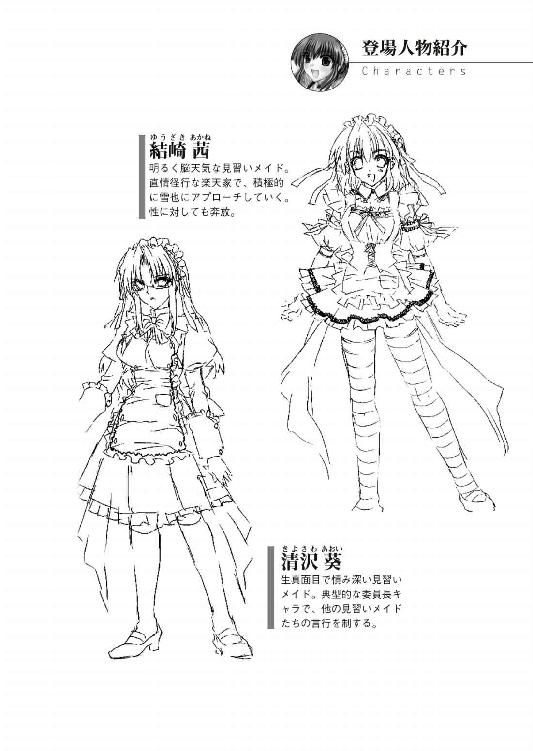 登場人物紹介
Characters
ゆうざき あかね
結崎 茜
明るく脳天気な見習いメイド。
直情径行な楽天家で、積極的
に雪也にアプローチしていく。
性に対しても奔放。
きよさわ あおい
清沢 葵
生真面目で慎み深い見習い
メイド。典型的な委員長キ
ャラで、他の見習いメイド
たちの言行を制する。